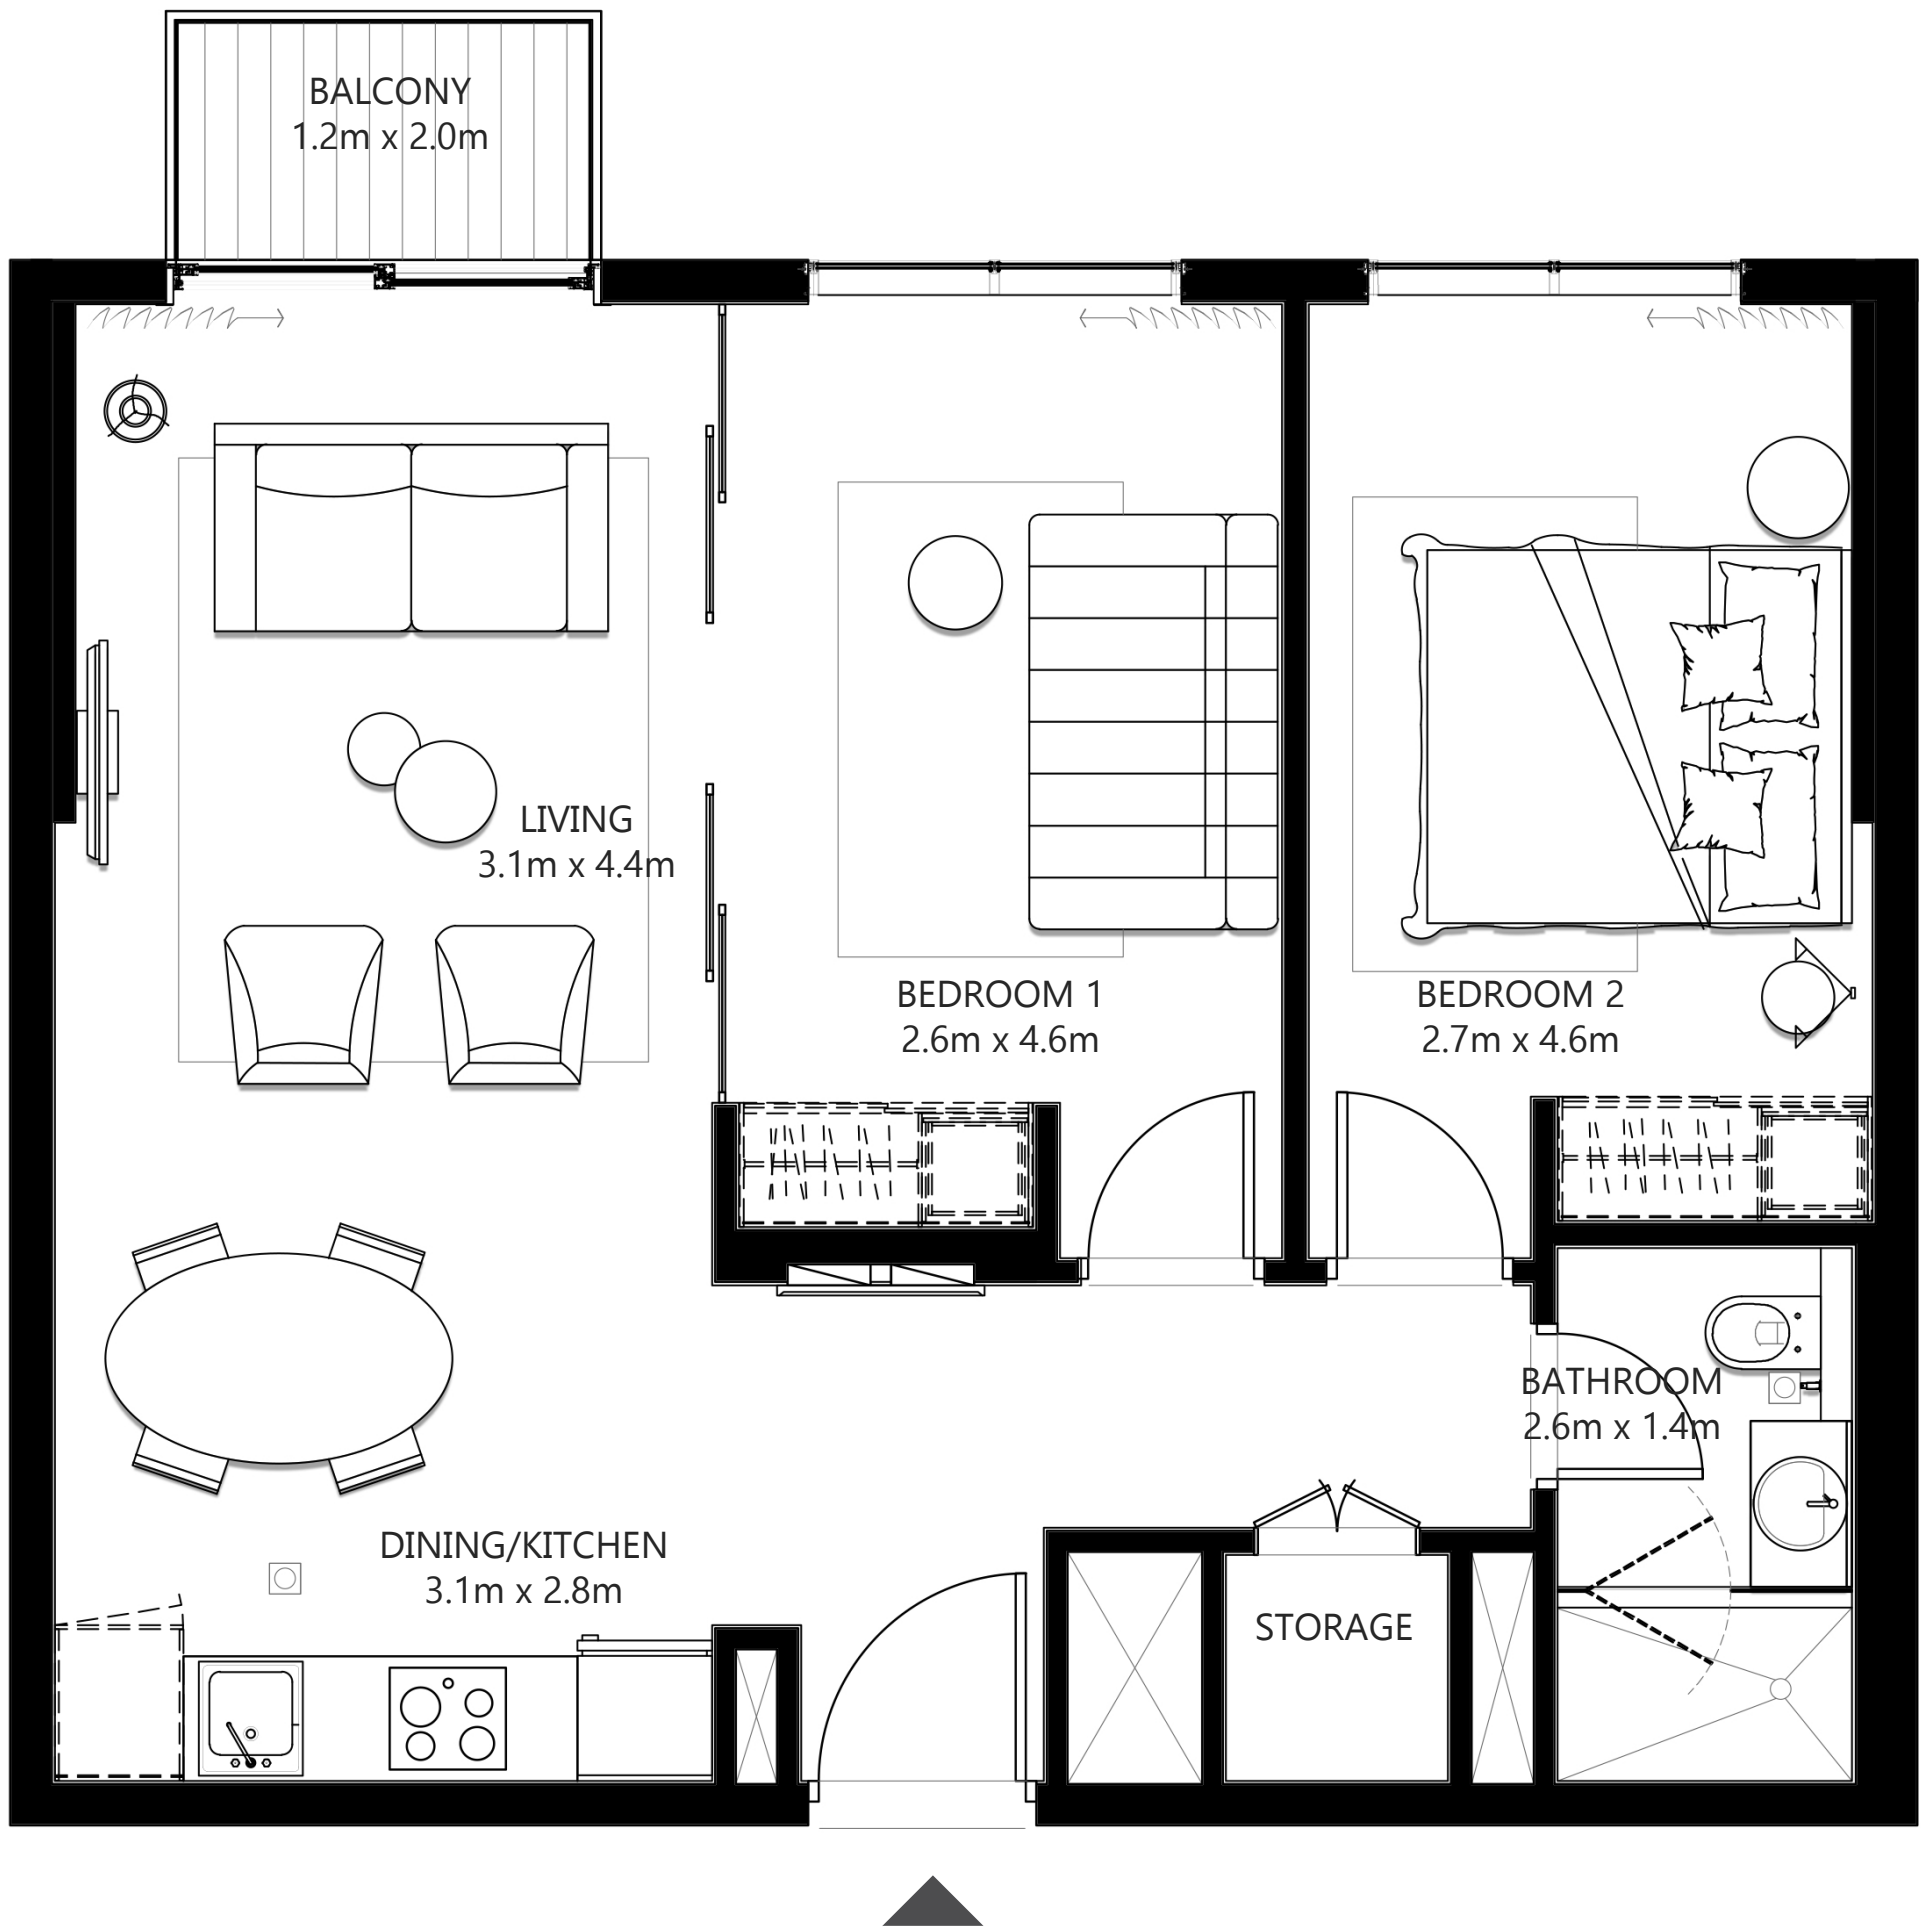 BALCONY
1.2m x 2.0m
LIVING
3.1m x 4.4m
BEDROOM 1
2.6m x 4.6m
BEDROOM 2
2.7m x 4.6m
BATHROOM
2.6m x 1.4m
DINING/KITCHEN
3.1m x 2.8m
STORAGE